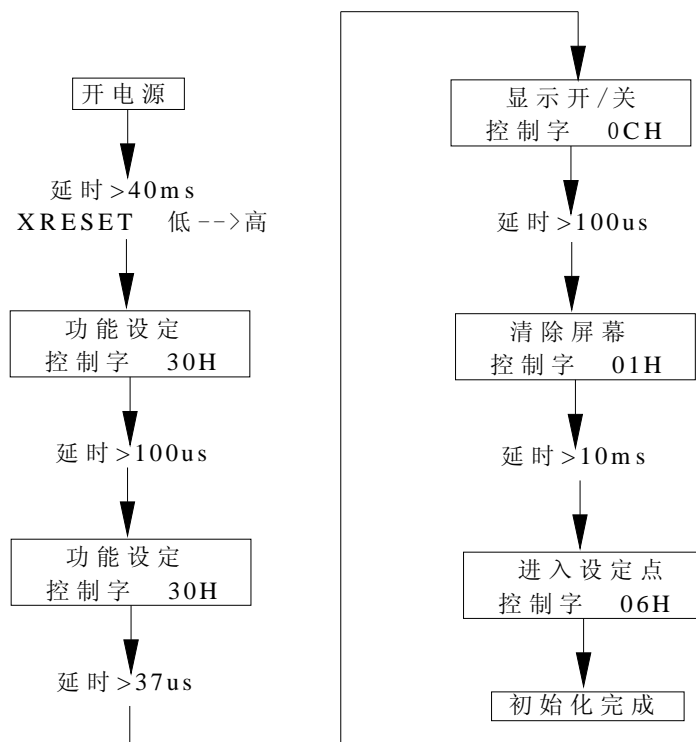 开电源
延时>40ms
XRESET 低-->高
功能设定
控制字 30H
延时>100us
功能设定
控制字 30H
延时>37us
显示开/关
控制字 0CH
延时>100us
清除屏幕
控制字 01H
延时>10ms
进入设定点
控制字 06H
初始化完成